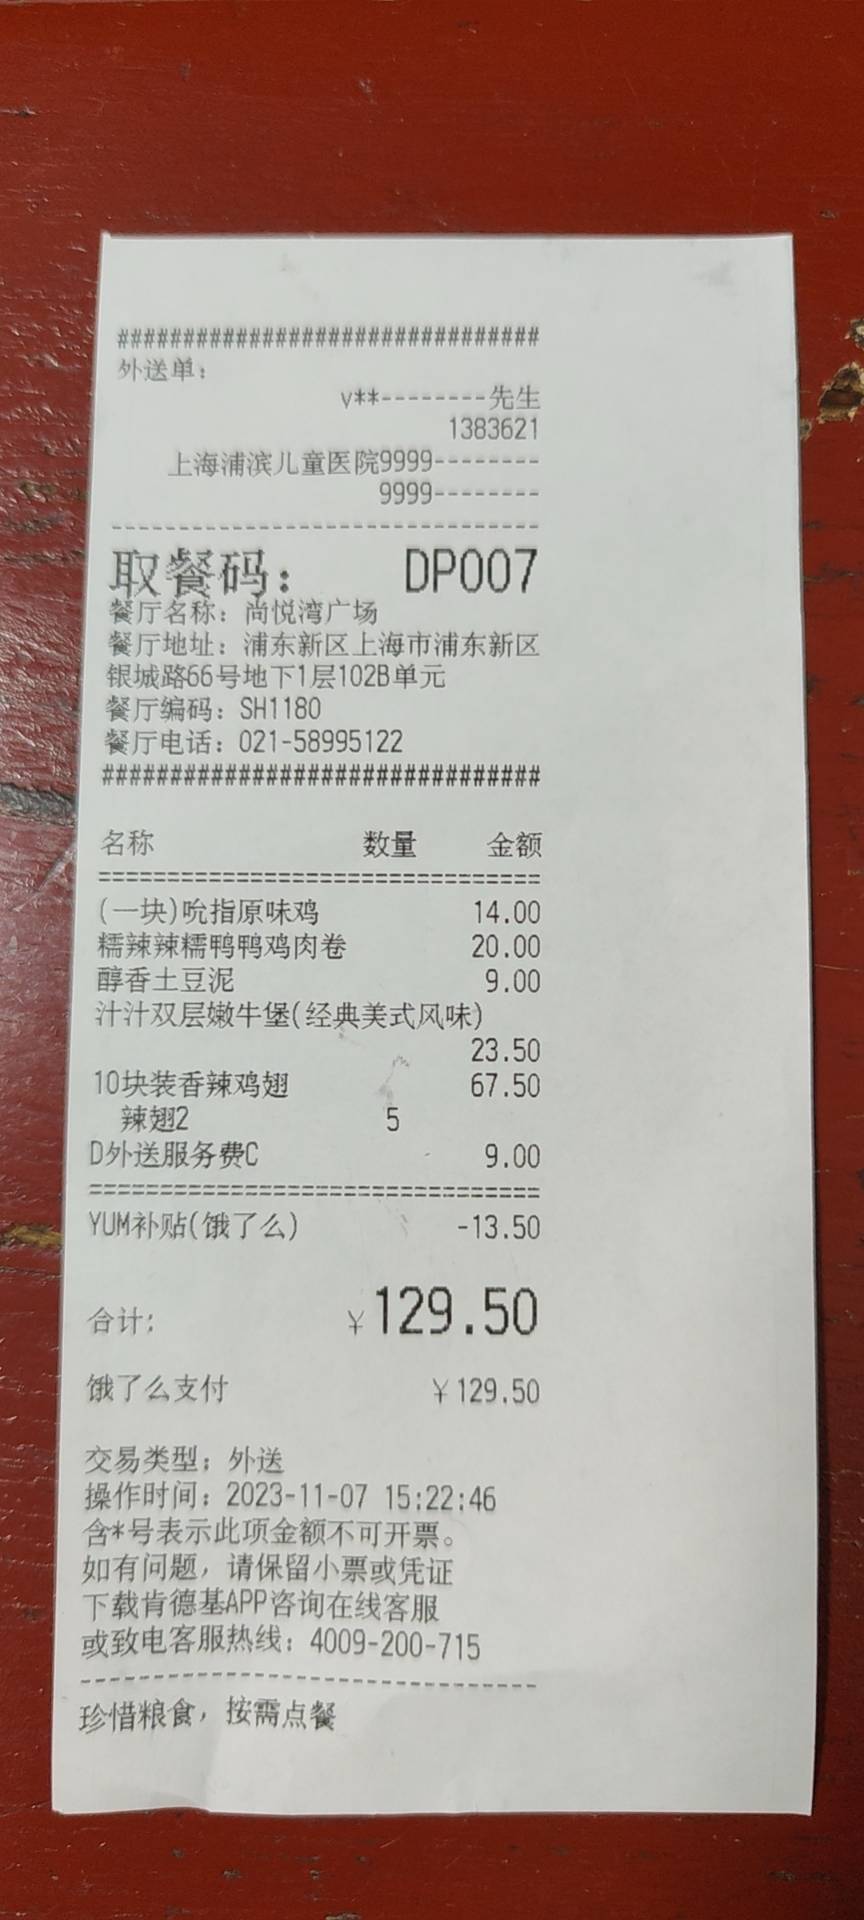 ################################
外送单：
v**--------先生
1383621
上海浦滨儿童医院9999--------
9999--------
--------------------------------
取餐码： DP007
餐厅名称：尚悦湾广场
餐厅地址：浦东新区上海市浦东新区
银城路66号地下1层102B单元
餐厅编码：SH1180
餐厅电话：021-58995122
################################
名称 数量 金额
================================
(一块)吮指原味鸡 14.00
糯辣辣糯鸭鸭鸡肉卷 20.00
醇香土豆泥 9.00
汁汁双层嫩牛堡(经典美式风味)
23.50
10块装香辣鸡翅 67.50
辣翅2 5
D外送服务费C 9.00
================================
YUM补贴(饿了么) -13.50
合计: ￥129.50
饿了么支付 ￥129.50
交易类型：外送
操作时间：2023-11-07 15:22:46
含*号表示此项金额不可开票。
如有问题，请保留小票或凭证
下载肯德基APP咨询在线客服
或致电客服热线：4009-200-715
--------------------------------
珍惜粮食，按需点餐